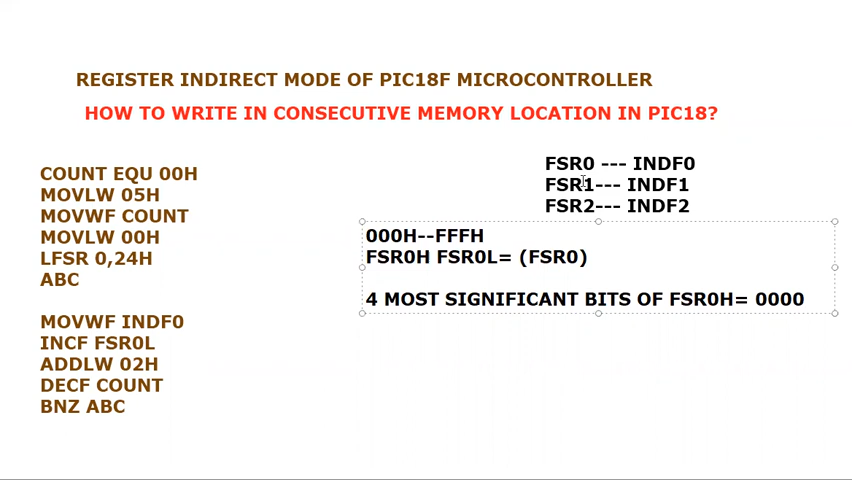 REGISTER INDIRECT MODE OF PIC18F MICROCONTROLLER
HOW TO WRITE IN CONSECUTIVE MEMORY LOCATION IN PIC18?
COUNT EQU 00H
MOVLW 05H
MOVWF COUNT
MOVLW 00H
LFSR 0,24H
ABC
MOVWF INDF0
INCF FSR0L
ADDLW 02H
DECF COUNT
BNZ ABC
FSR0 --- INDF0
FSR1--- INDF1
FSR2--- INDF2
000H--FFFH
FSR0H FSR0L= (FSR0)
4 MOST SIGNIFICANT BITS OF FSR0H= 0000